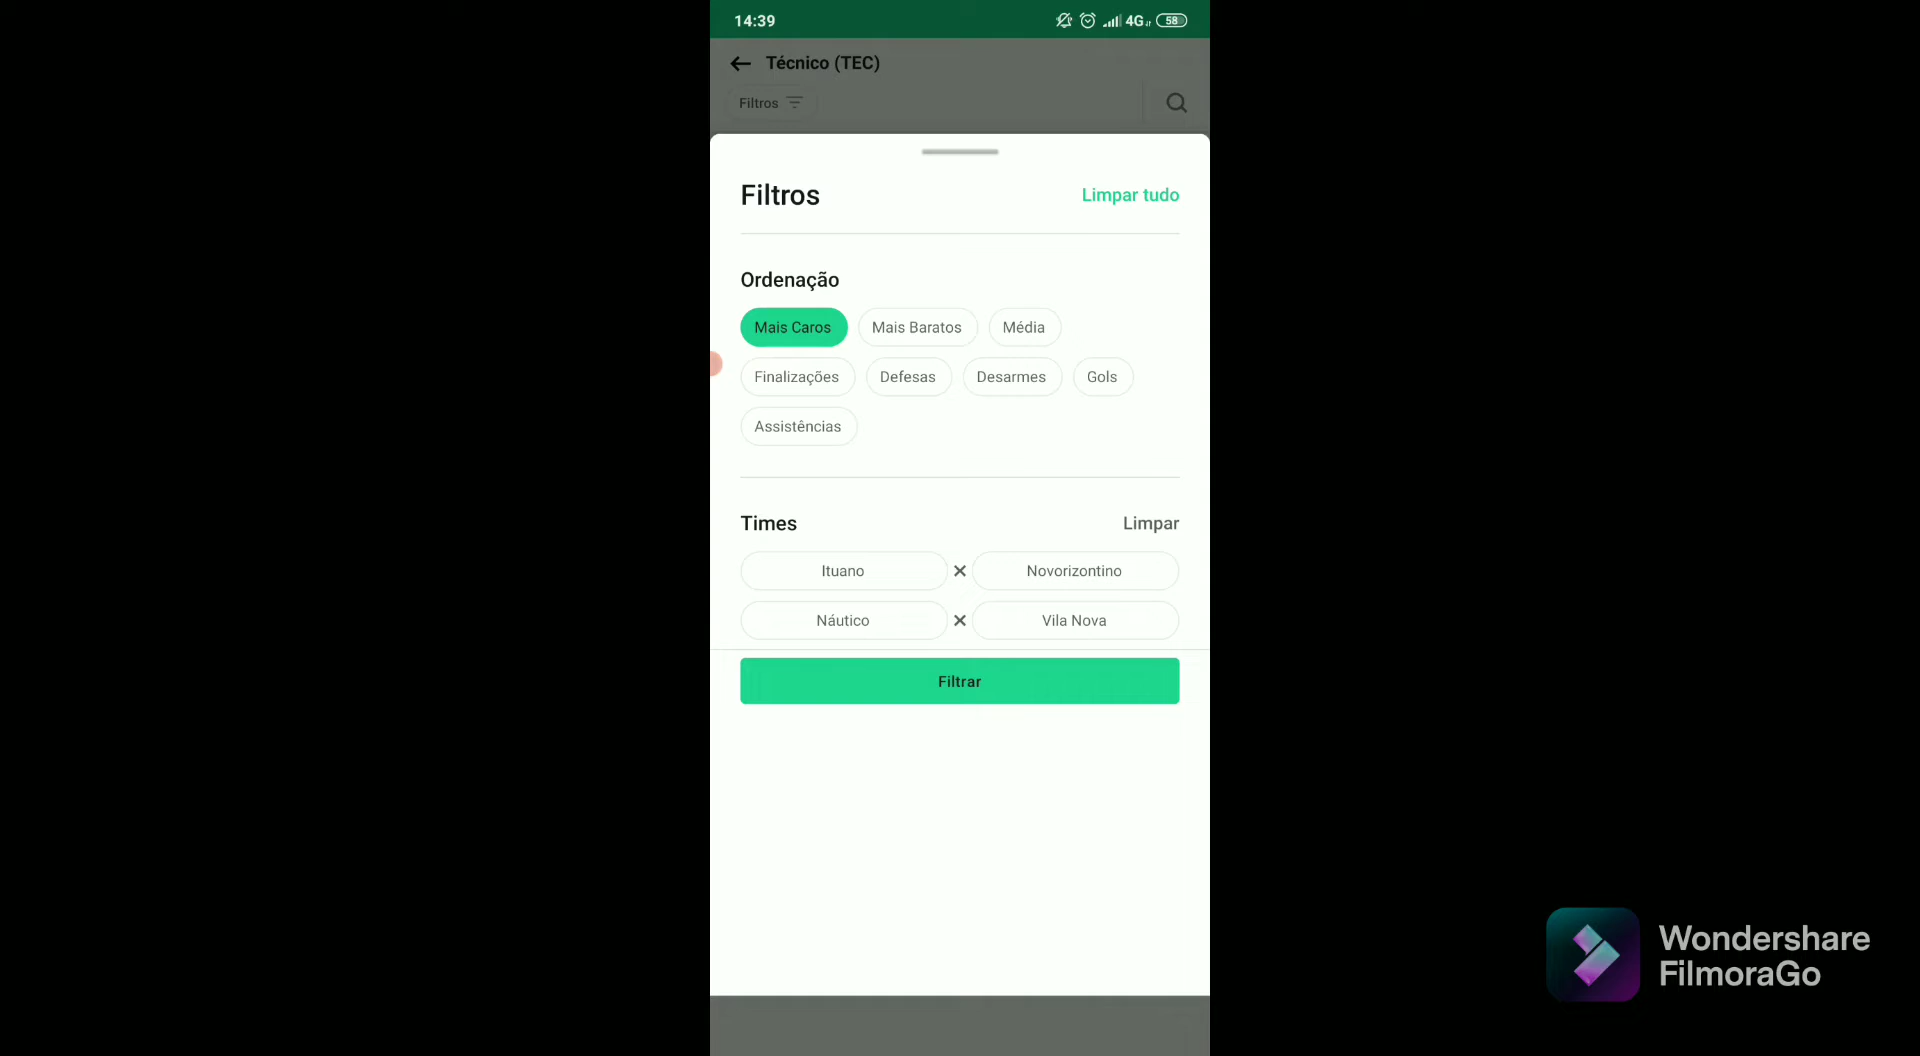 14:39 4G 58
Técnico (TEC)
Filtros
Filtros Limpar tudo
Ordenação
Mais Caros Mais Baratos Média
Finalizações Defesas Desarmes Gols
Assistências
Times Limpar
Ituano × Novorizontino
Náutico × Vila Nova
Filtrar
Wondershare
FilmoraGo